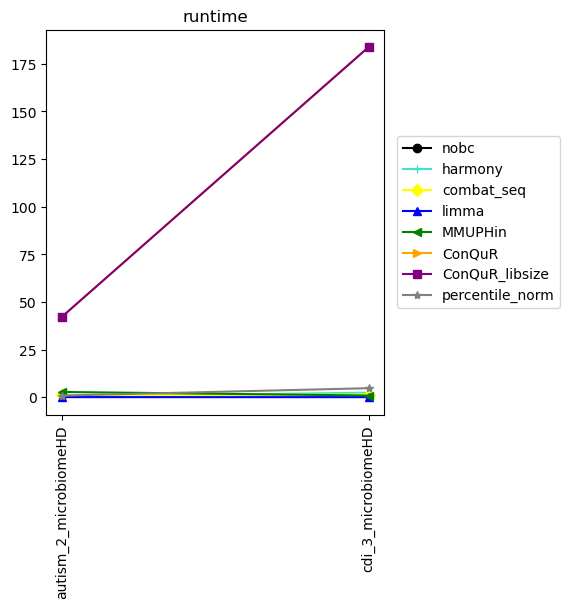 runtime
175
150
125
100
75
50
25
0
autism_2_microbiomeHD
cdi_3_microbiomeHD
nobc
harmony
combat_seq
limma
MMUPHin
ConQuR
ConQuR_libsize
percentile_norm